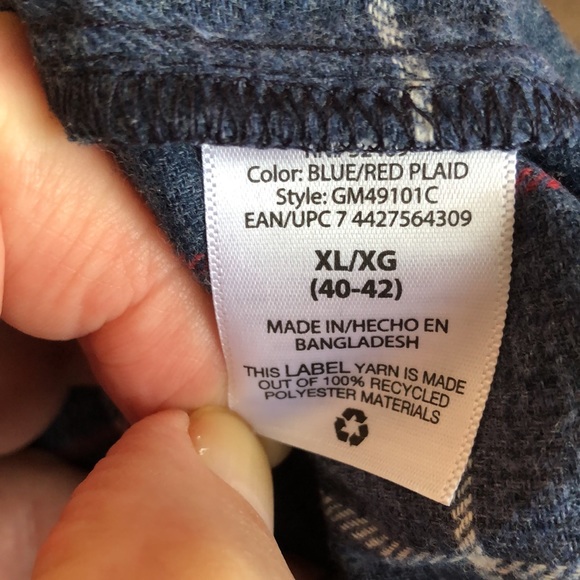 Color: BLUE/RED PLAID
Style: GM49101C
EAN/UPC 7 4427564309
XL/XG
(40-42)
MADE IN/HECHO EN
BANGLADESH
THIS LABEL YARN IS MADE
OUT OF 100% RECYCLED
POLYESTER MATERIALS